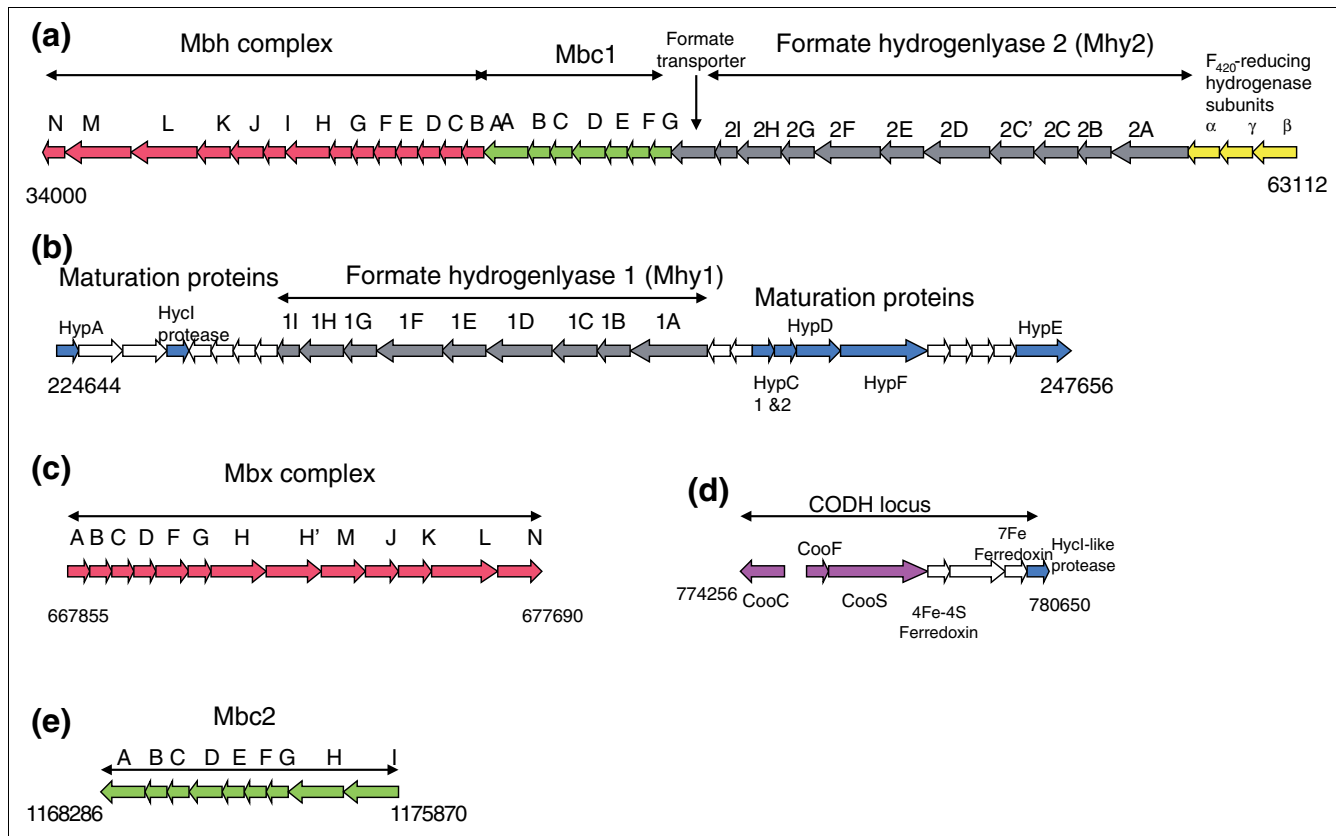 (a)
Mbh complex
Mbc1
Formate
transporter
Formate hydrogenlyase 2 (Mhy2)
F420-reducing
hydrogenase
subunits
α γ β
N M L K J I H G F E D C B A
A B C D E F G
2I 2H 2G 2F 2E 2D 2C' 2C 2B 2A
34000
63112
(b)
Maturation proteins
Formate hydrogenlyase 1 (Mhy1)
Maturation proteins
HypA
HycI
protease
1I 1H 1G 1F 1E 1D 1C 1B 1A
HypD
HypE
224644
HypC
1 &2
HypF
247656
(c)
Mbx complex
A B C D F G H H' M J K L N
667855
677690
(d)
CODH locus
CooF
7Fe
Ferredoxin
HycI-like
protease
774256
CooC
CooS
4Fe-4S
Ferredoxin
780650
(e)
Mbc2
A B C D E F G H I
1168286
1175870